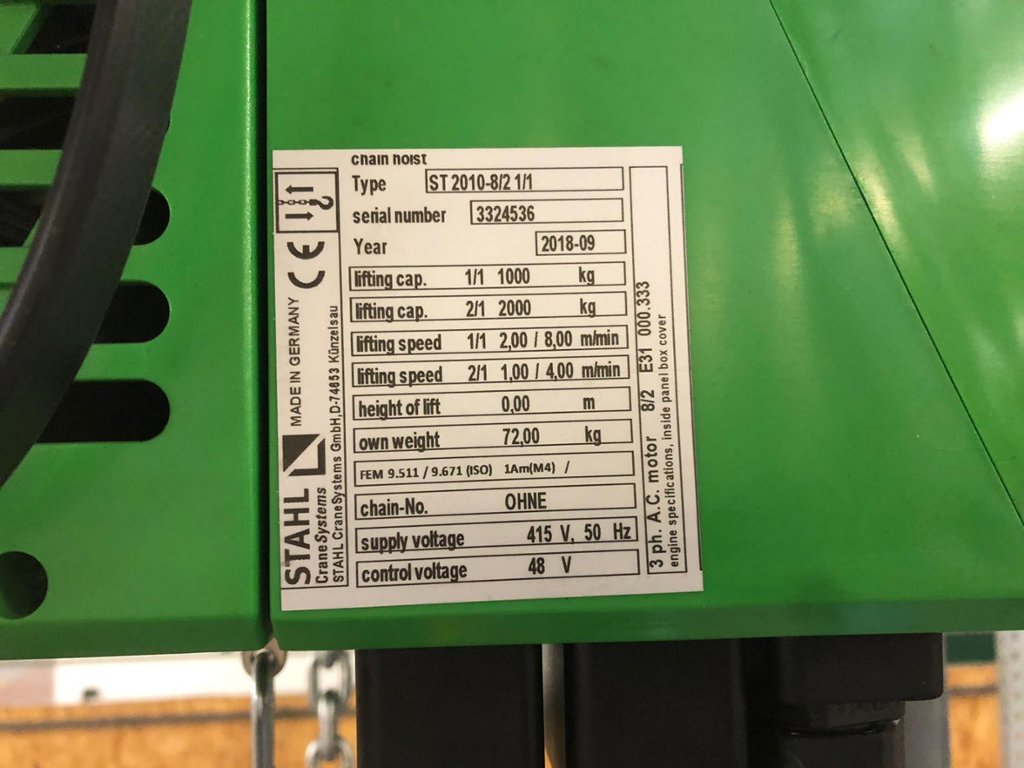 chain hoist
Type ST 2010-8/2 1/1
serial number 3324536
Year 2018-09
lifting cap. 1/1 1000 kg
lifting cap. 2/1 2000 kg
lifting speed 1/1 2,00 / 8,00 m/min
lifting speed 2/1 1,00 / 4,00 m/min
height of lift 0,00 m
own weight 72,00 kg
FEM 9.511 / 9.671 (ISO) 1Am(M4) /
chain-No. OHNE
supply voltage 415 V, 50 Hz
control voltage 48 V
STAHL MADE IN GERMANY CE
CraneSystems
STAHL CraneSystems GmbH,D-74653 Künzelsau
3 ph. A.C. motor 8/2 E31 000.333
engine specifications, inside panel box cover